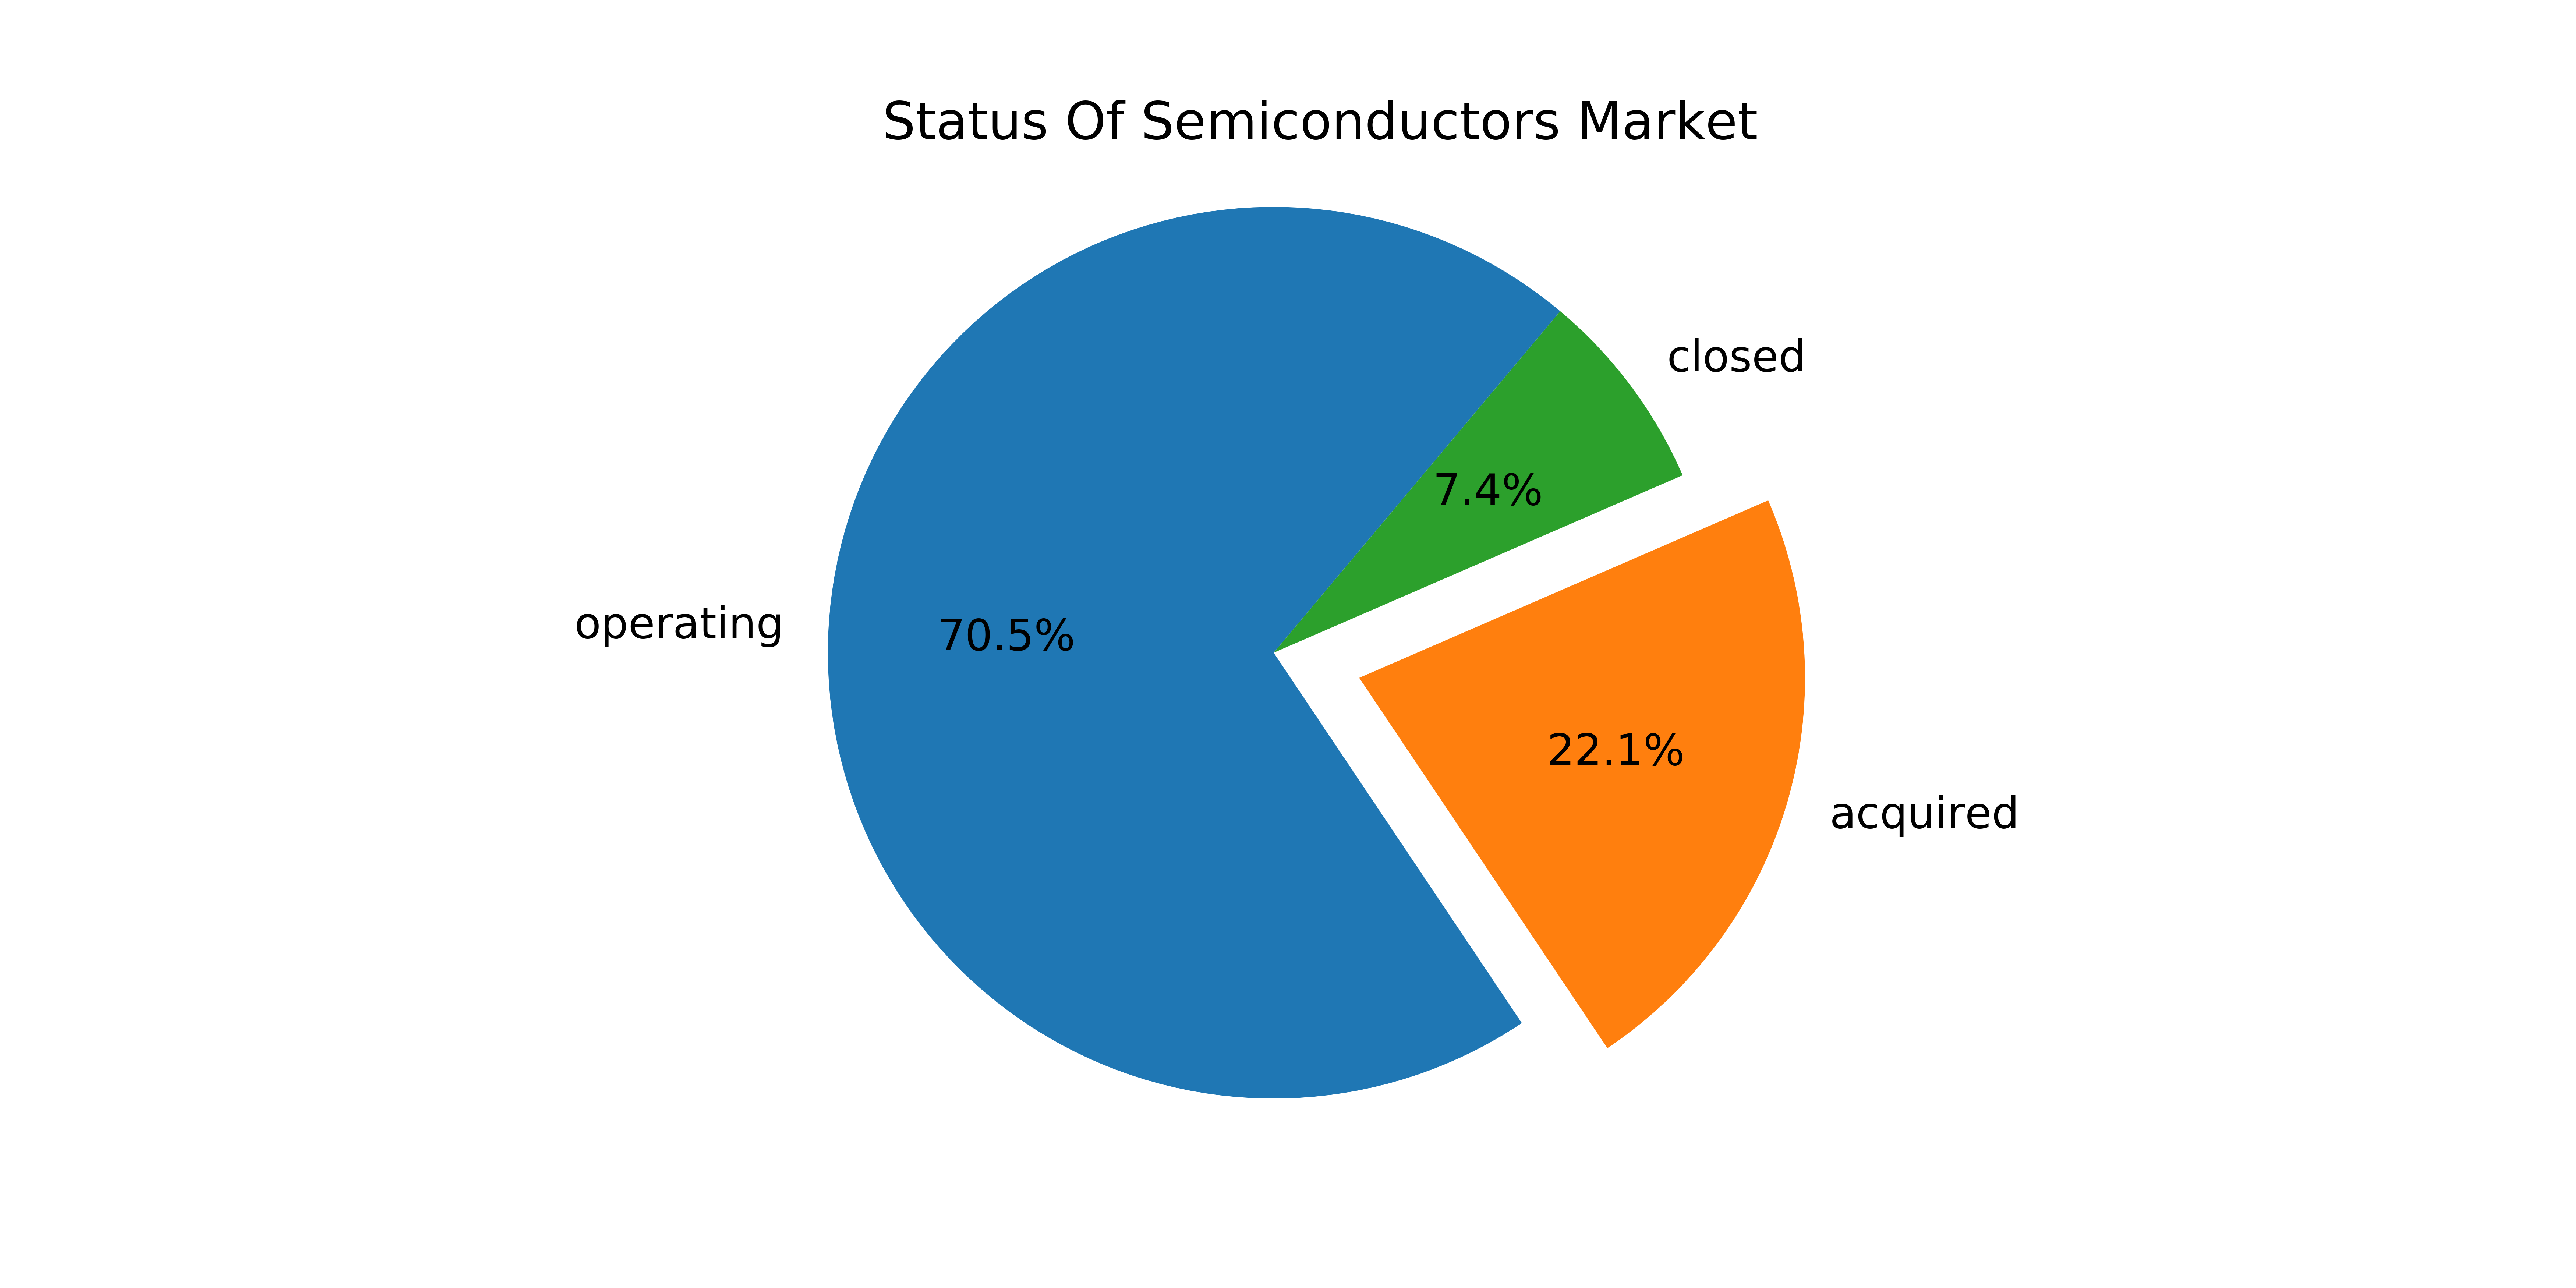 Status Of Semiconductors Market
closed
7.4%
operating
70.5%
22.1%
acquired